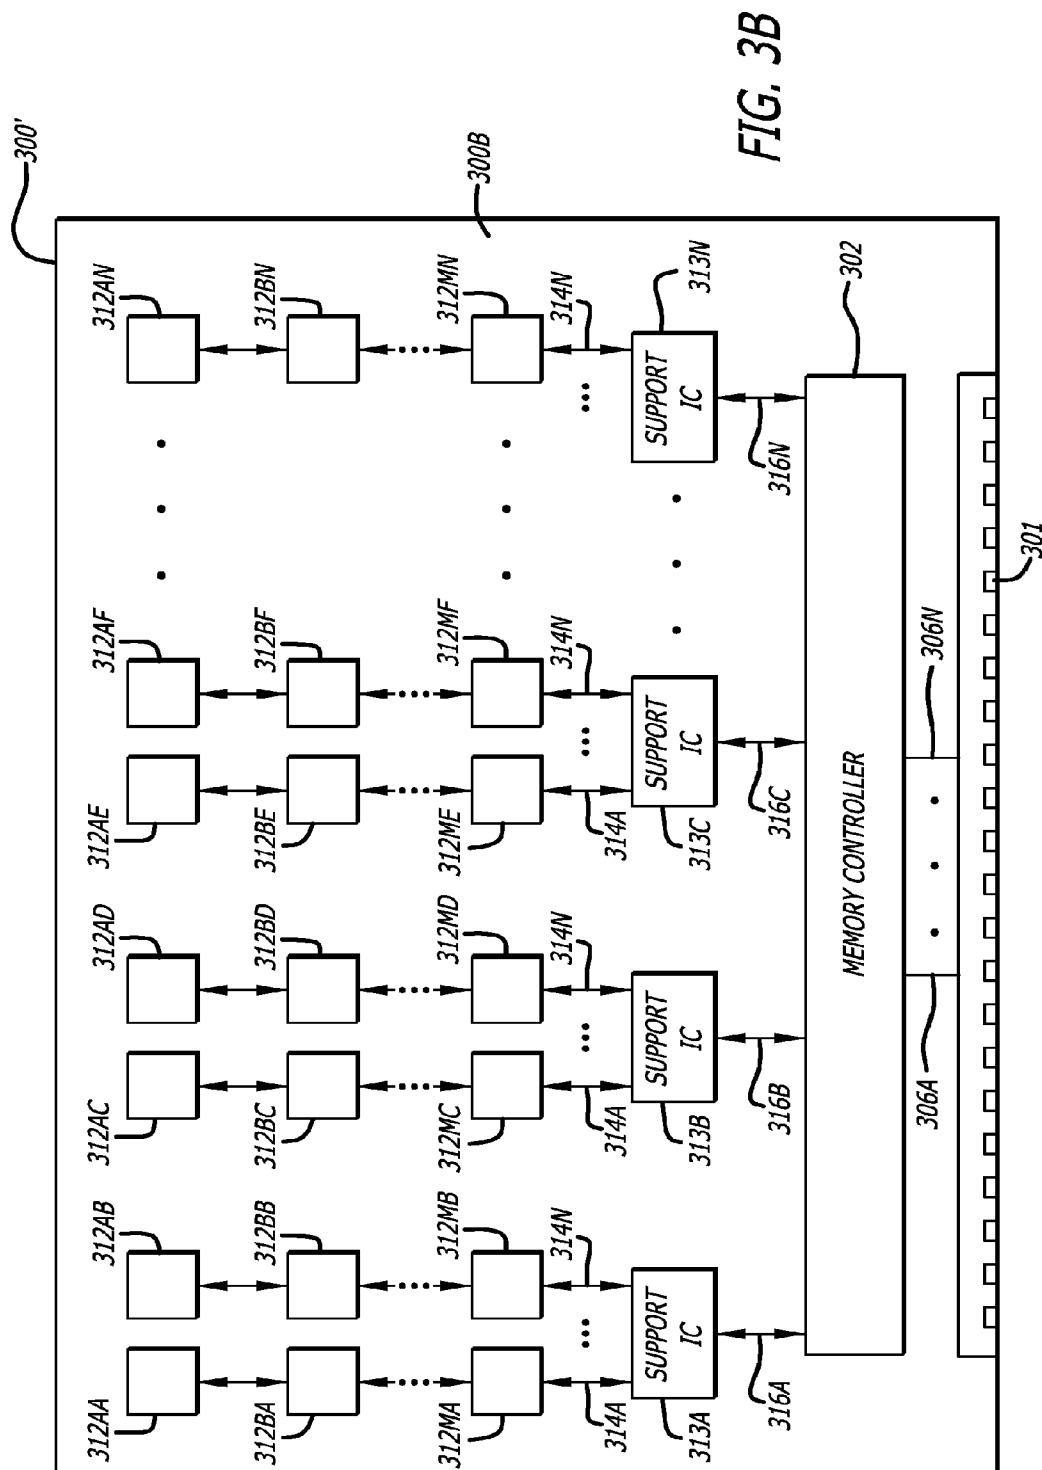 300'
312AA
312AB
312AC
312AD
312AE
312AF
312AN
312BA
312BB
312BC
312BD
312BE
312BF
312BN
300B
312MA
312MB
312MC
312MD
312ME
312MF
312MN
314A
314N
314A
314N
314A
314N
314N
SUPPORT
IC
SUPPORT
IC
SUPPORT
IC
SUPPORT
IC
313A
313B
313C
313N
316A
316B
316C
316N
302
MEMORY CONTROLLER
306A
306N
301
FIG. 3B